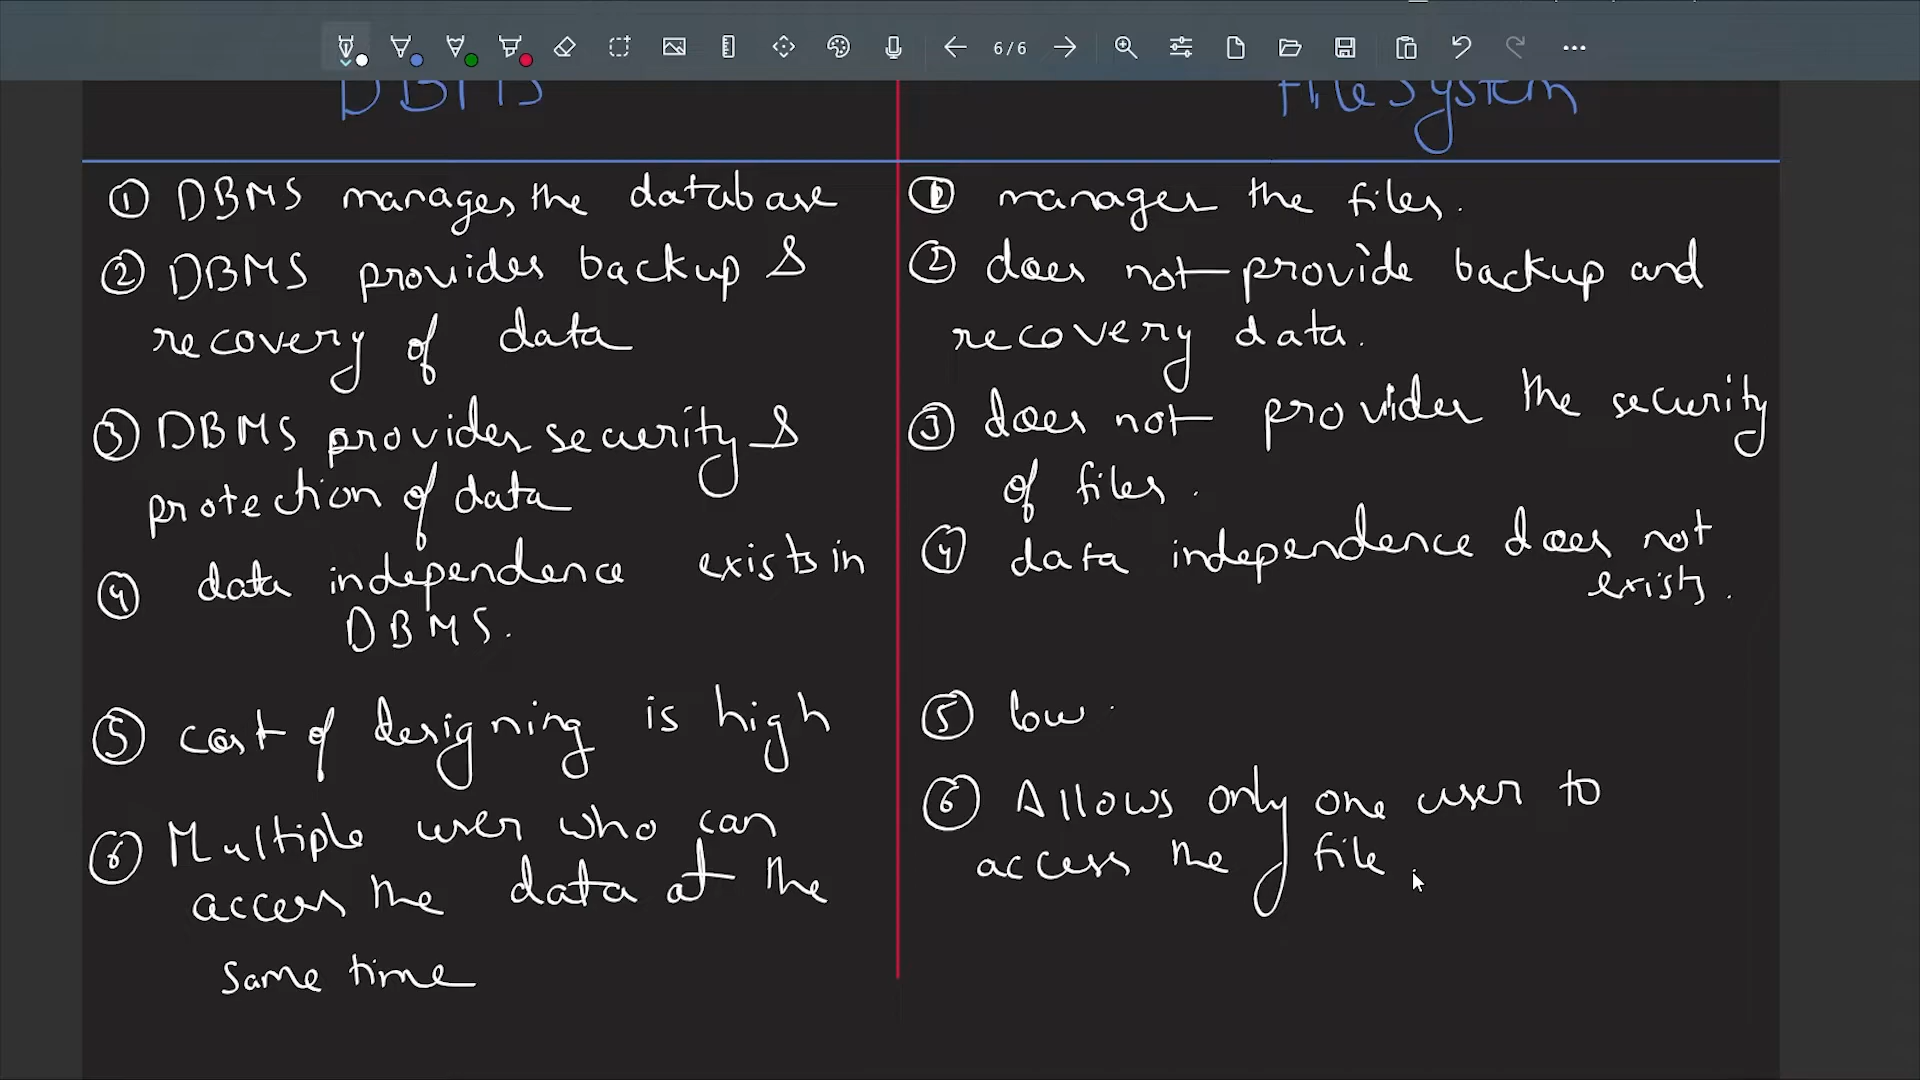 6/6
DBMS
File System
① DBMS manages the database
② DBMS provides backup &
recovery of data
③ DBMS provides security &
protection of data
④ data independence exists in
DBMS.
⑤ cost of designing is high
⑥ Multiple user who can
access the data at the
same time
① manages the files.
② does not provide backup and
recovery data.
③ does not provides the security
of files.
④ data independence does not
exists.
⑤ low.
⑥ Allows only one user to
access the file.